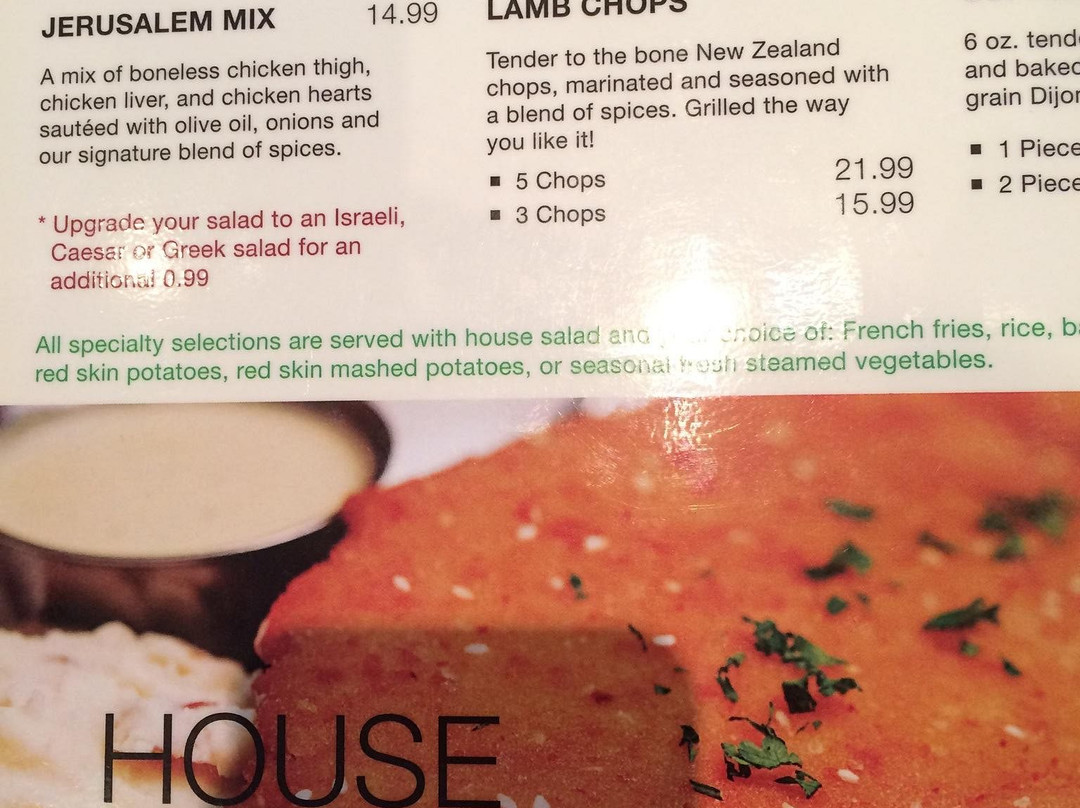 JERUSALEM MIX 14.99
A mix of boneless chicken thigh,
chicken liver, and chicken hearts
sautéed with olive oil, onions and
our signature blend of spices.
* Upgrade your salad to an Israeli,
Caesar or Greek salad for an
additional 0.99
LAMB CHOPS
Tender to the bone New Zealand
chops, marinated and seasoned with
a blend of spices. Grilled the way
you like it!
▪ 5 Chops 21.99
▪ 3 Chops 15.99
6 oz.
and baked
grain Dijon
▪ 1 Piece
▪ 2 Piece
All specialty selections are served with house salad and choice of: French fries, rice,
red skin potatoes, red skin mashed potatoes, or seasonal fresh steamed vegetables.
HOUSE